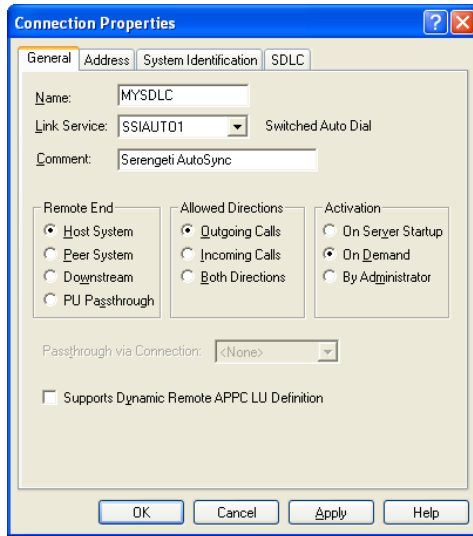 Connection Properties
General Address System Identification SDLC
Name: MYSDLC
Link Service: SSIAUTO1 Switched Auto Dial
Comment: Serengeti AutoSync
Remote End Allowed Directions Activation
Host System Outgoing Calls On Server Startup
Peer System Incoming Calls On Demand
Downstream Both Directions By Administrator
PU Passthrough
Passthrough via Connection: <None>
Supports Dynamic Remote APPC LU Definition
OK Cancel Apply Help